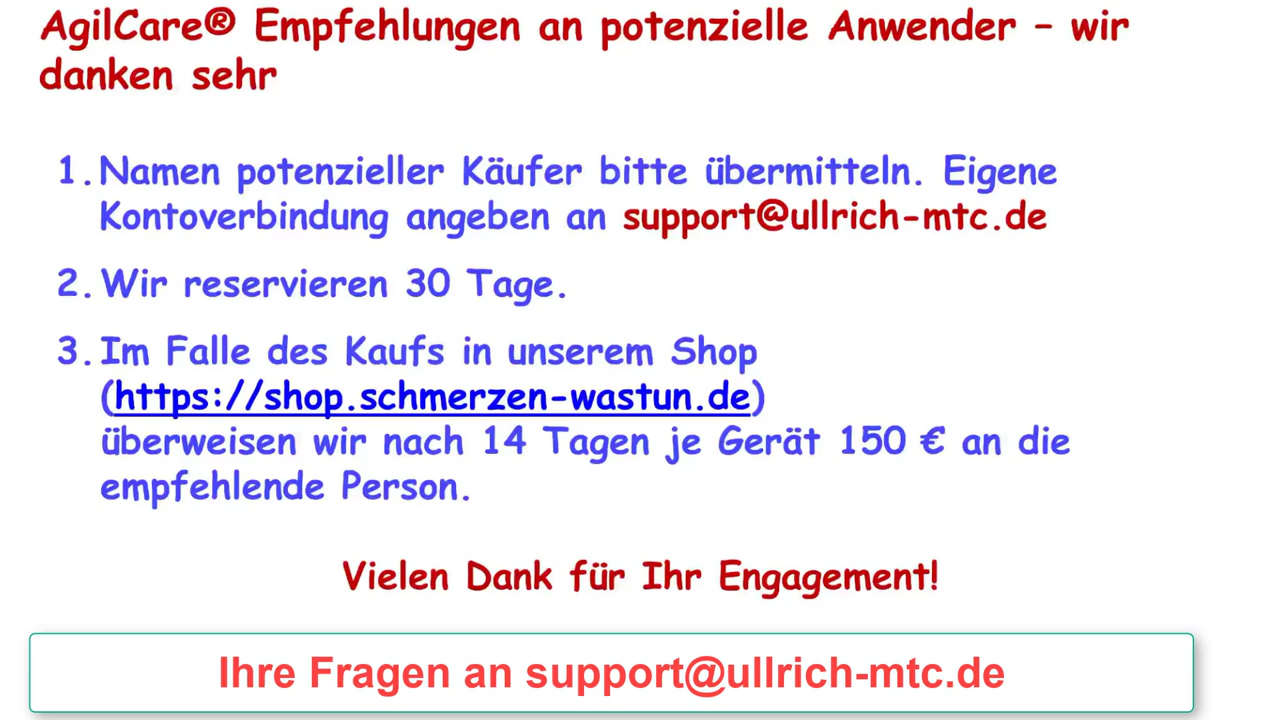 AgilCare® Empfehlungen an potenzielle Anwender – wir
danken sehr
1. Namen potenzieller Käufer bitte übermitteln. Eigene
Kontoverbindung angeben an support@ullrich-mtc.de
2. Wir reservieren 30 Tage.
3. Im Falle des Kaufs in unserem Shop
(https://shop.schmerzen-wastun.de)
überweisen wir nach 14 Tagen je Gerät 150 € an die
empfehlende Person.
Vielen Dank für Ihr Engagement!
Ihre Fragen an support@ullrich-mtc.de